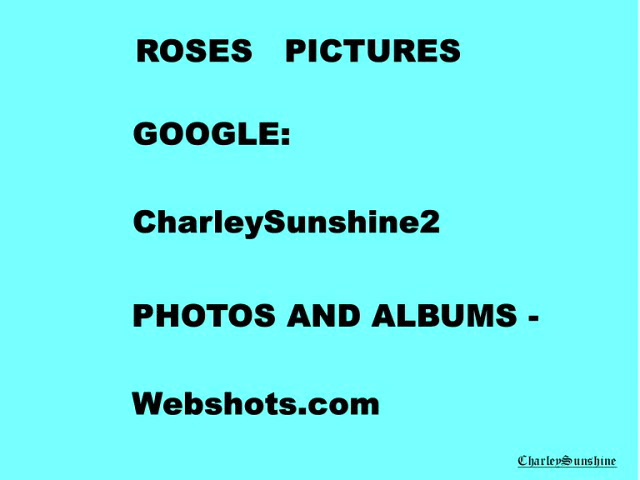 ROSES PICTURES
GOOGLE:
CharleySunshine2
PHOTOS AND ALBUMS -
Webshots.com
CharleySunshine